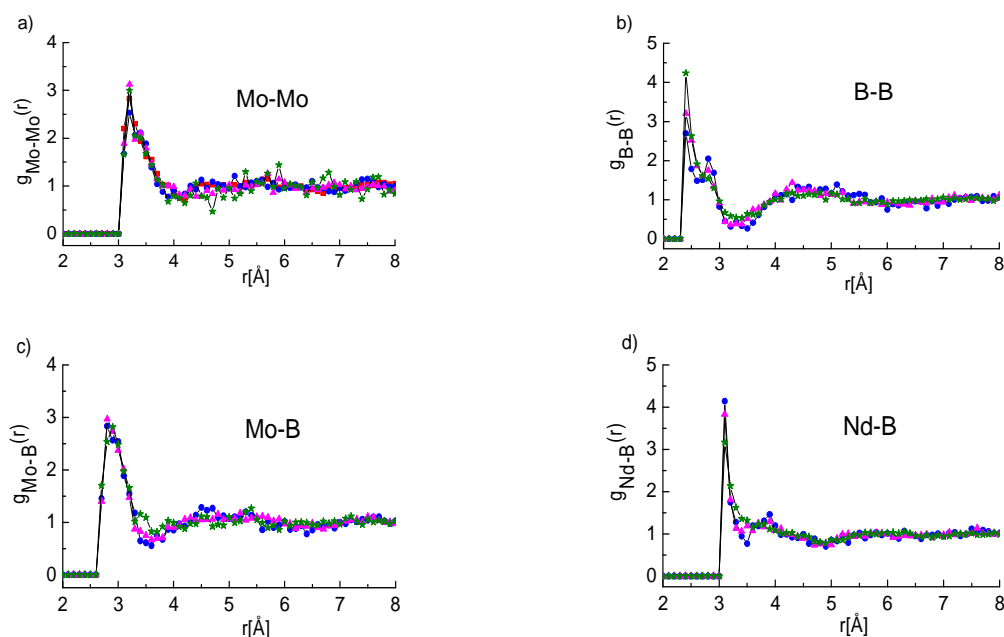 a)
4
3
2
1
0
g_Mo-Mo(r)
Mo-Mo
2 3 4 5 6 7 8
r[Å]
b)
5
4
3
2
1
0
g_B-B(r)
B-B
2 3 4 5 6 7 8
r[Å]
c)
4
3
2
1
0
g_Mo-B(r)
Mo-B
2 3 4 5 6 7 8
r[Å]
d)
5
4
3
2
1
0
g_Nd-B(r)
Nd-B
2 3 4 5 6 7 8
r[Å]